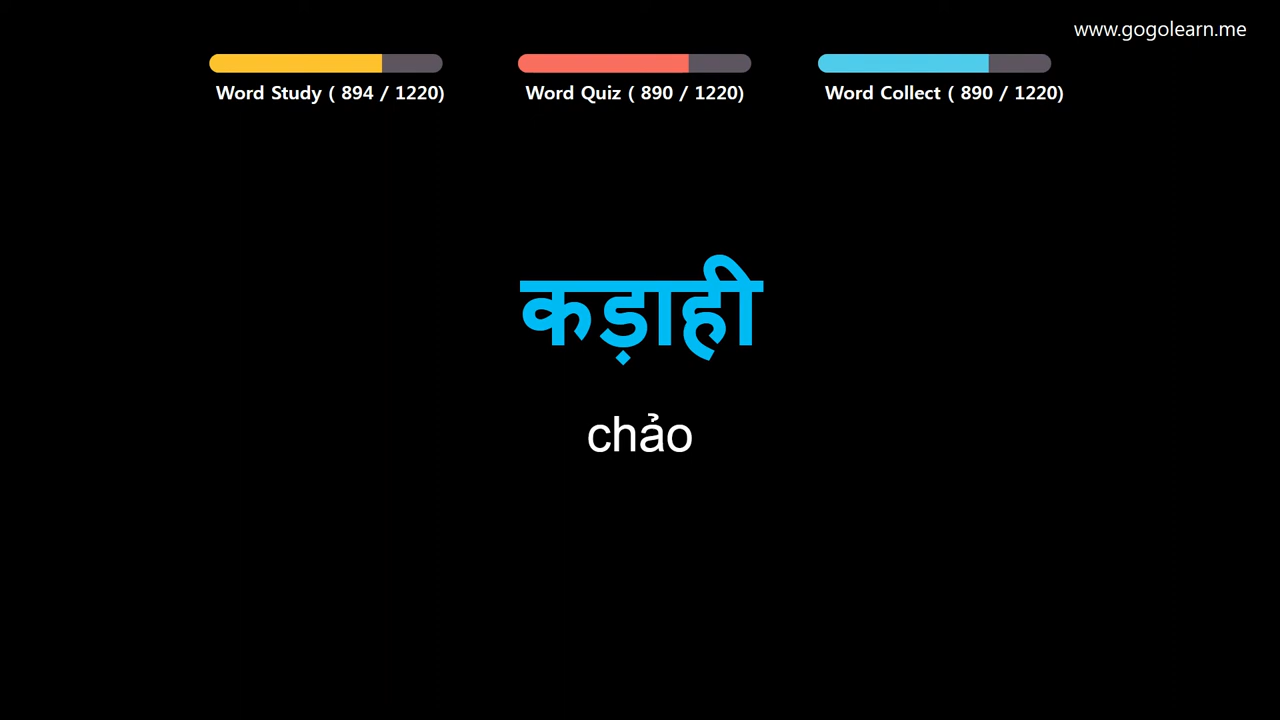 www.gogolearn.me
Word Study ( 894 / 1220)
Word Quiz ( 890 / 1220)
Word Collect ( 890 / 1220)
कड़ाही
chảo